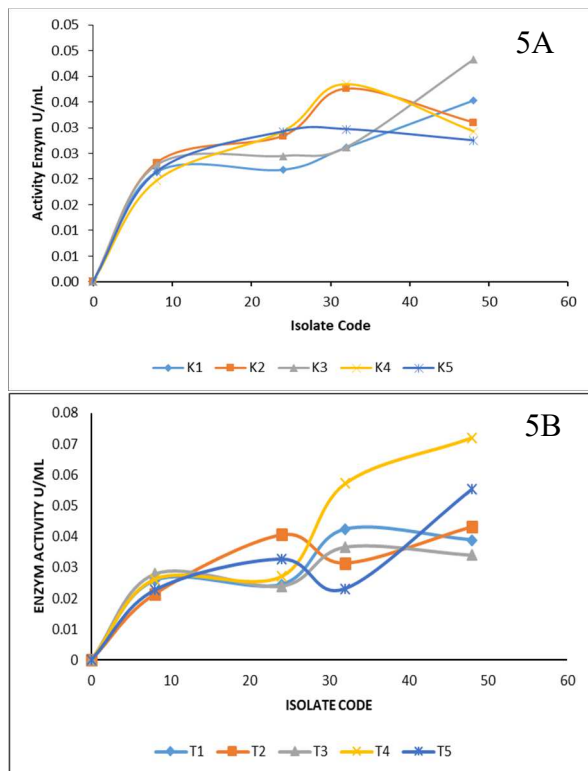 5A
0.05
0.05
0.04
0.04
0.03
0.03
0.02
0.02
0.01
0.01
0.00
Activity Enzym U/mL
0 10 20 30 40 50 60
Isolate Code
K1 K2 K3 K4 K5
5B
0.08
0.07
0.06
0.05
0.04
0.03
0.02
0.01
0
ENZYM ACTIVITY U/ML
0 10 20 30 40 50 60
ISOLATE CODE
T1 T2 T3 T4 T5